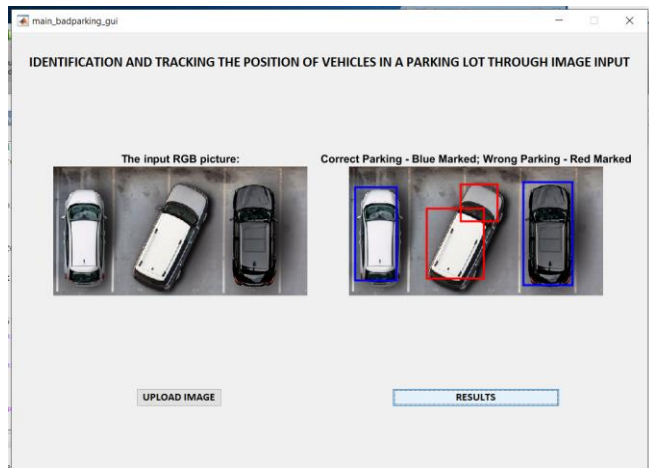 main_badparking_gui
IDENTIFICATION AND TRACKING THE POSITION OF VEHICLES IN A PARKING LOT THROUGH IMAGE INPUT
The input RGB picture:
Correct Parking - Blue Marked; Wrong Parking - Red Marked
UPLOAD IMAGE
RESULTS